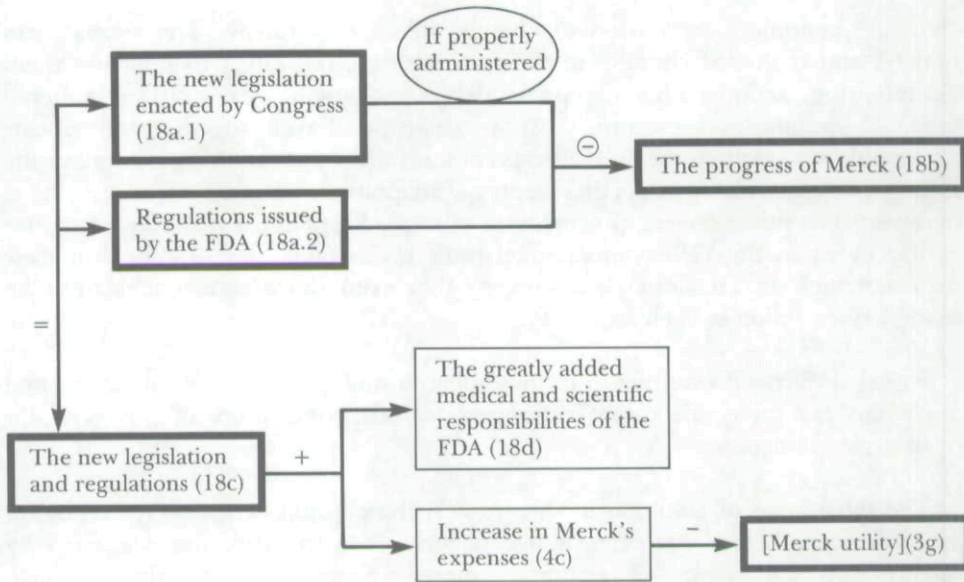 If properly
administered
The new legislation
enacted by Congress
(18a.1)
⊖
The progress of Merck (18b)
Regulations issued
by the FDA (18a.2)
=
The greatly added
medical and scientific
responsibilities of the
FDA (18d)
The new legislation
and regulations (18c)
+
Increase in Merck's
expenses (4c)
−
[Merck utility](3g)